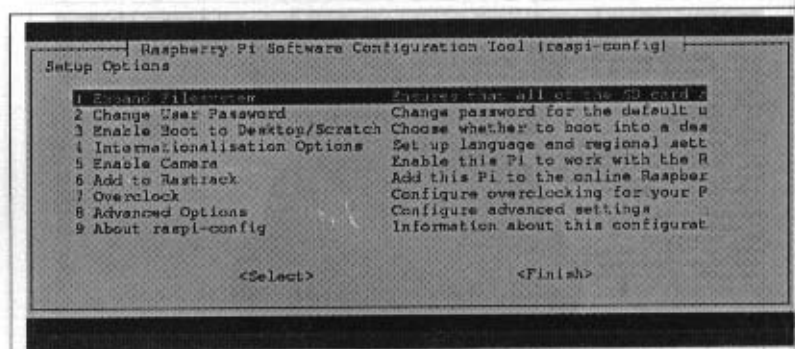 Raspberry Pi Software Configuration Tool (raspi-config)
Setup Options
1 Expand Filesystem Ensures that all of the SD card s
2 Change User Password Change password for the default u
3 Enable Boot to Desktop/Scratch Choose whether to boot into a des
4 Internationalisation Options Set up language and regional sett
5 Enable Camera Enable this Pi to work with the R
6 Add to Rastrack Add this Pi to the online Raspber
7 Overclock Configure overclocking for your P
8 Advanced Options Configure advanced settings
9 About raspi-config Information about this configurat
<Select> <Finish>